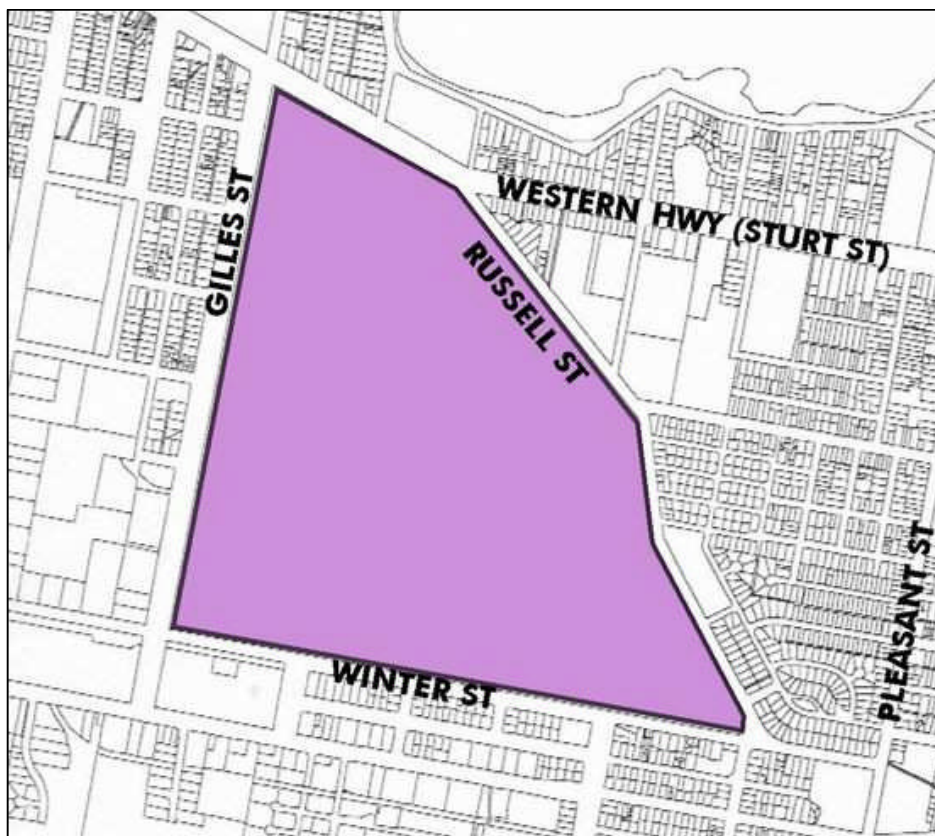 WESTERN HWY (STURT ST)
GILLES ST
RUSSELL ST
PLEASANT ST
WINTER ST